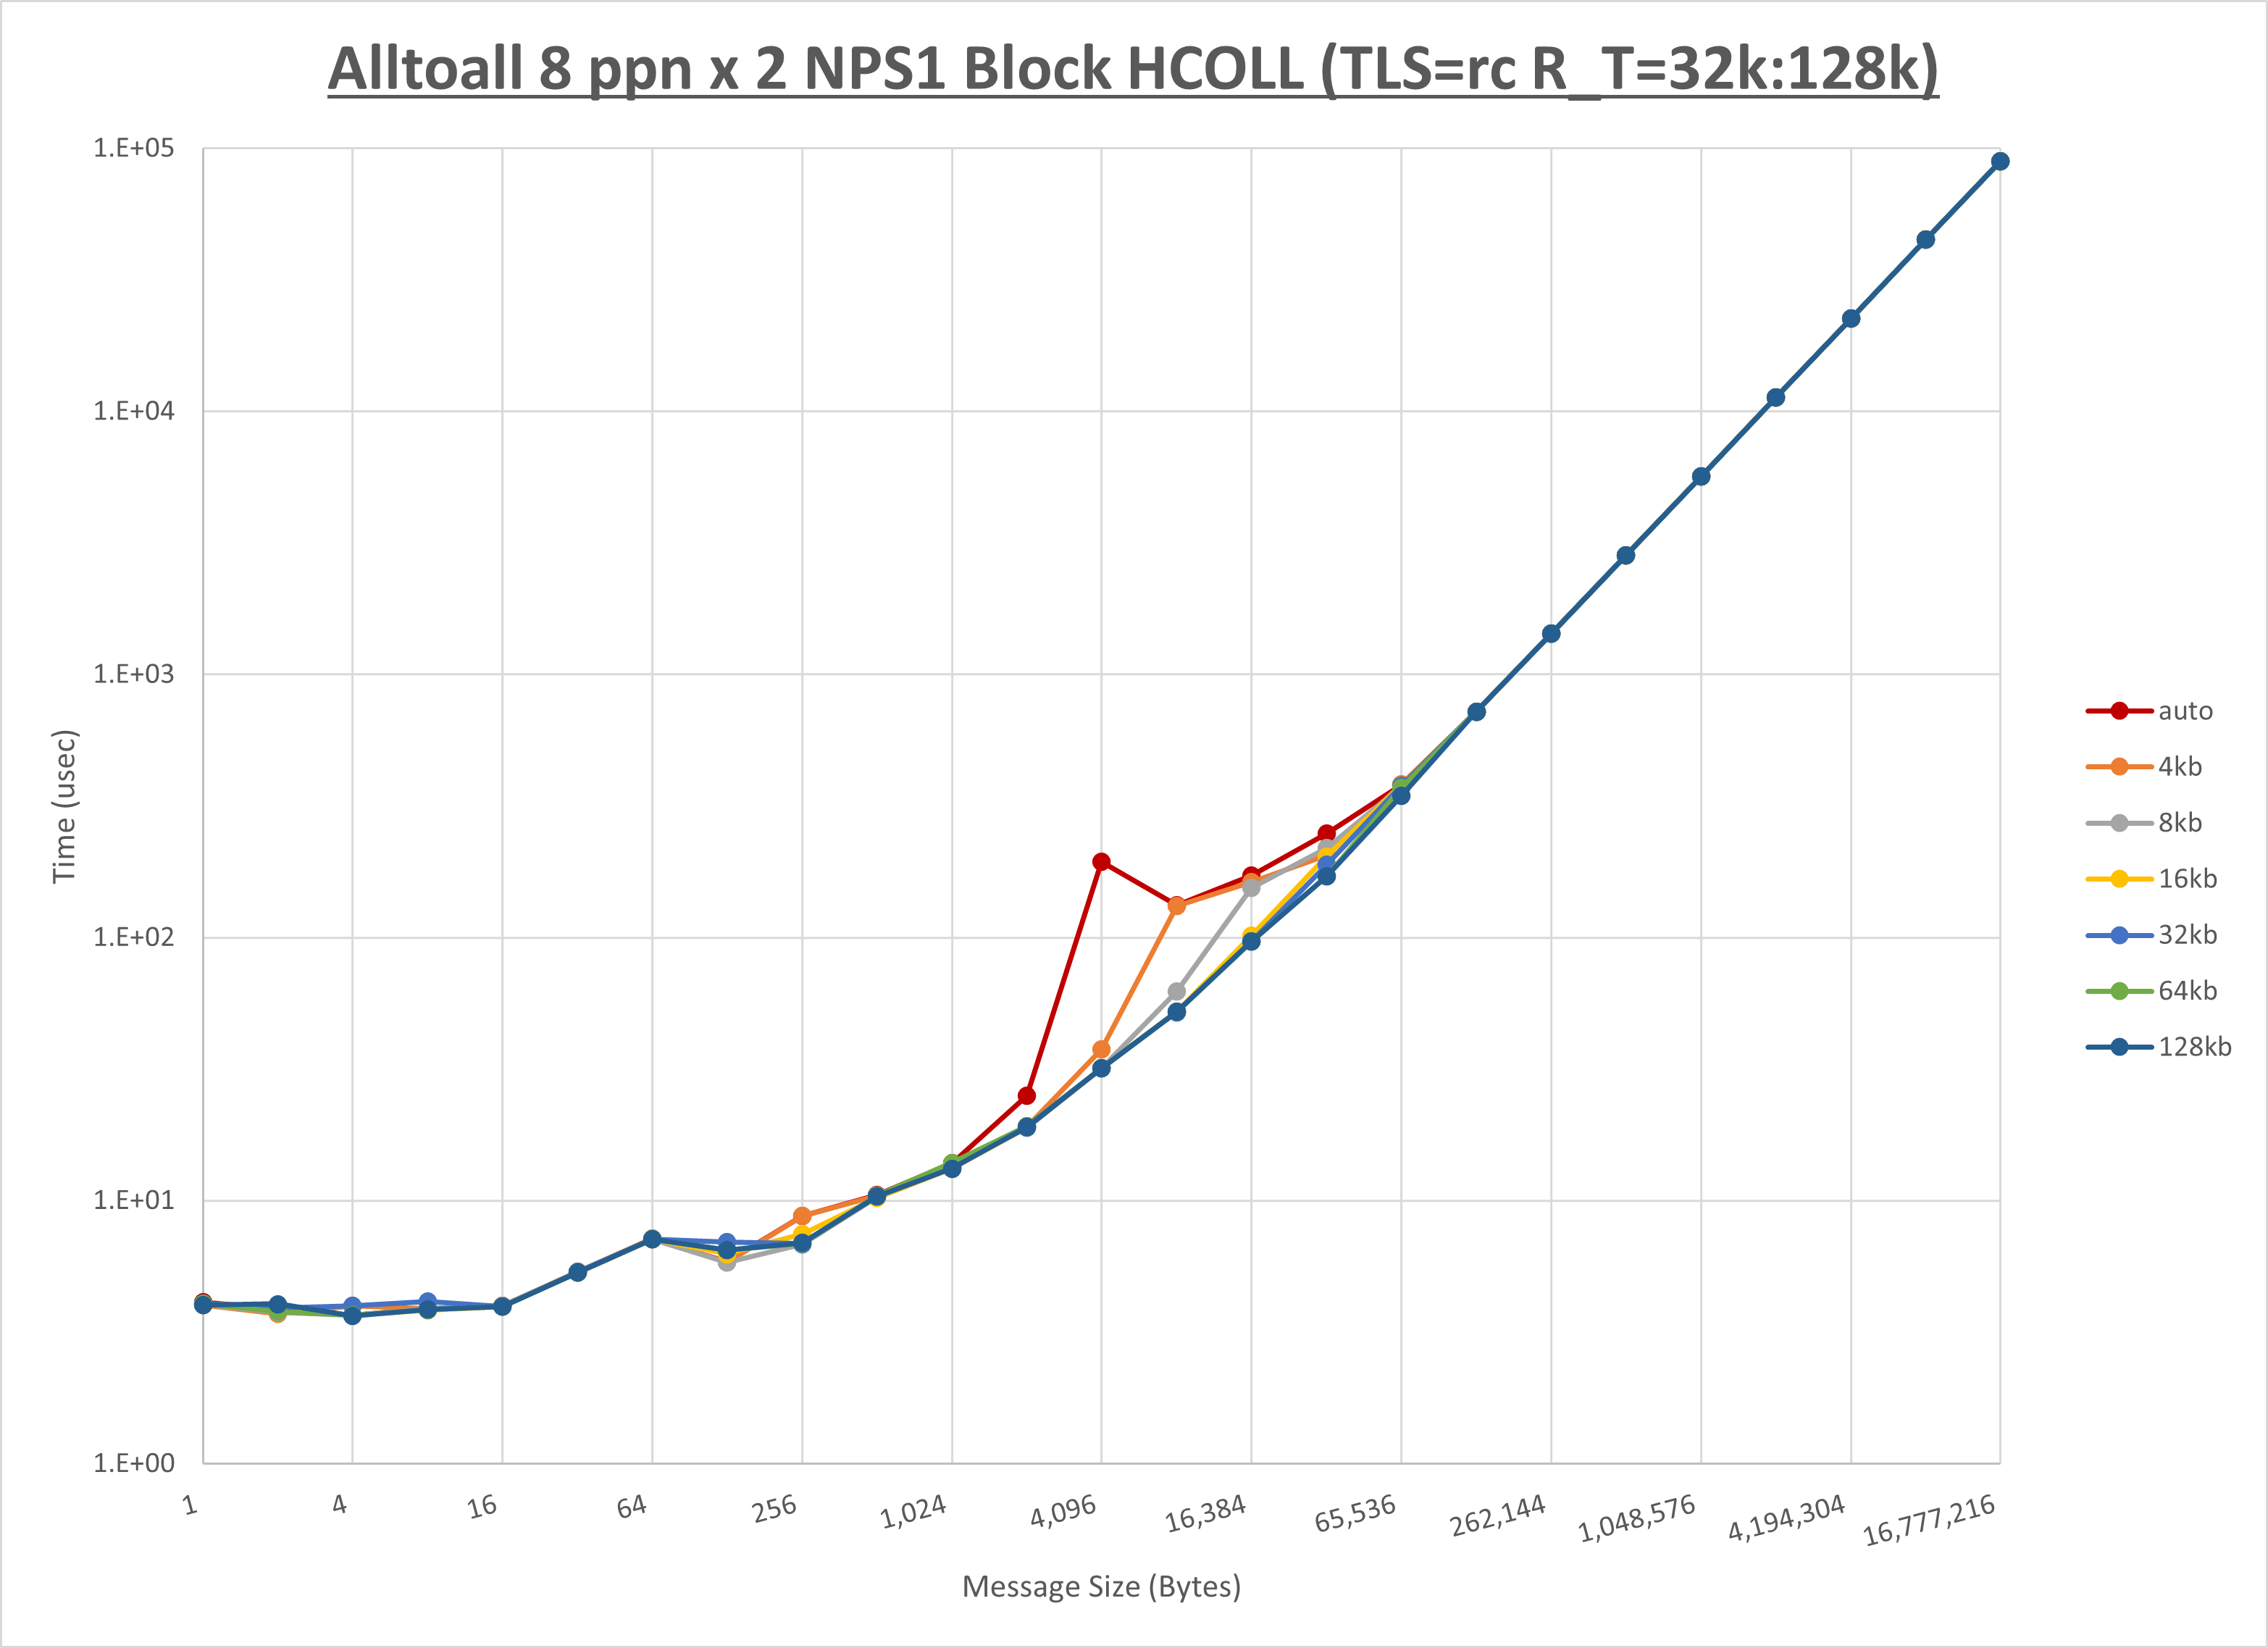 Alltoall 8 ppn x 2 NPS1 Block HCOLL (TLS=rc R_T=32k:128k)
1.E+05
1.E+04
1.E+03
1.E+02
1.E+01
1.E+00
Time (usec)
1
4
16
64
256
1,024
4,096
16,384
65,536
262,144
1,048,576
4,194,304
16,777,216
Message Size (Bytes)
auto
4kb
8kb
16kb
32kb
64kb
128kb